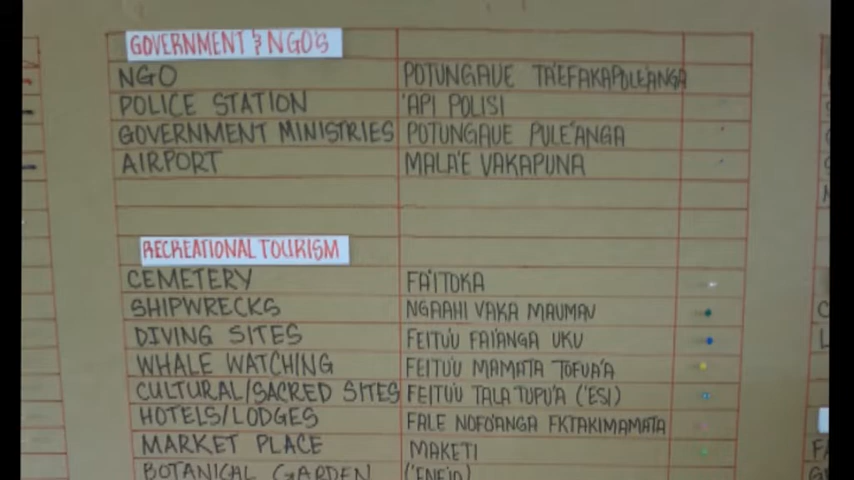 GOVERNMENT & NGO'S
NGO POTUNGAUE TA'EFAKAPULE'ANGA
POLICE STATION 'API POLISI
GOVERNMENT MINISTRIES POTUNGAUE PULE'ANGA
AIRPORT MALA'E VAKAPUNA
RECREATIONAL TOURISM
CEMETERY FA'ITOKA
SHIPWRECKS NGAAHI VAKA MAUMAU
DIVING SITES FEITU'U FAI'ANGA UKU
WHALE WATCHING FEITU'U MAMATA TOFUA'A
CULTURAL/SACRED SITES FEITU'U TALA TUPU'A ('ESI)
HOTELS/LODGES FALE NOFO'ANGA FKTAKIMAMATA
MARKET PLACE MAKETI
BOTANICAL GARDEN